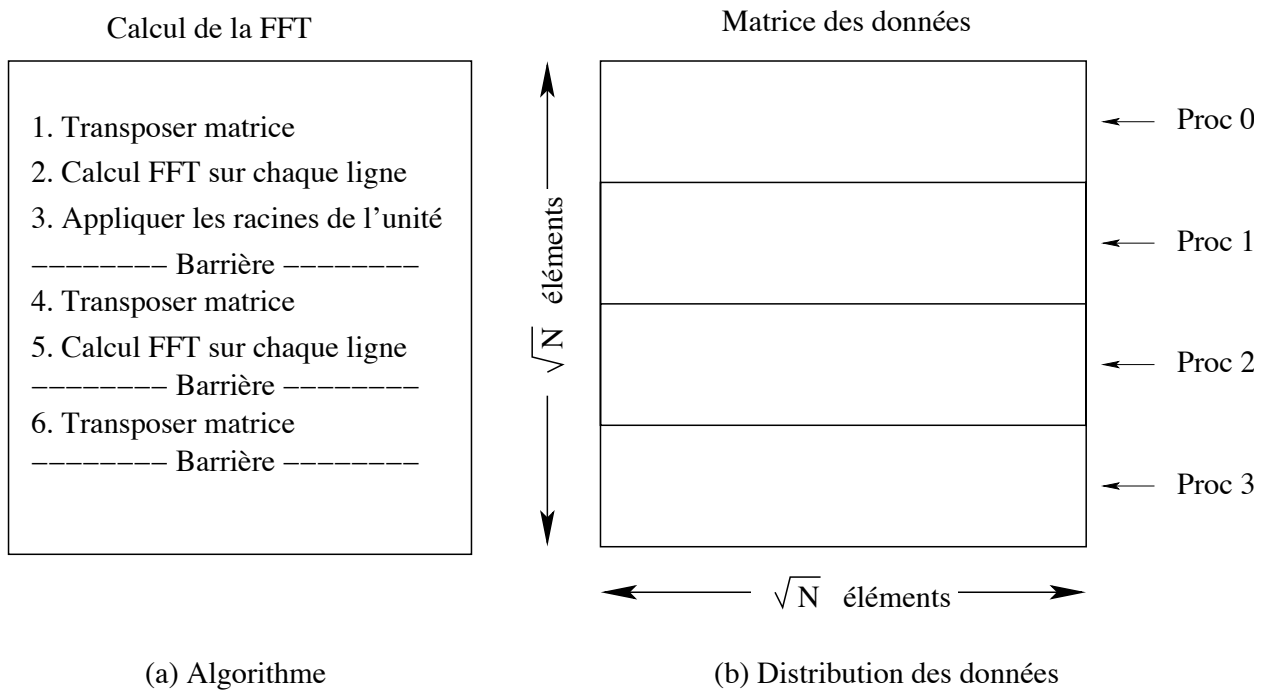 Calcul de la FFT
1. Transposer matrice
2. Calcul FFT sur chaque ligne
3. Appliquer les racines de l'unité
−−−−−−−− Barrière −−−−−−−−
4. Transposer matrice
5. Calcul FFT sur chaque ligne
−−−−−−−− Barrière −−−−−−−−
6. Transposer matrice
−−−−−−−− Barrière −−−−−−−−
(a) Algorithme
Matrice des données
√N éléments
Proc 0
Proc 1
Proc 2
Proc 3
√N éléments
(b) Distribution des données